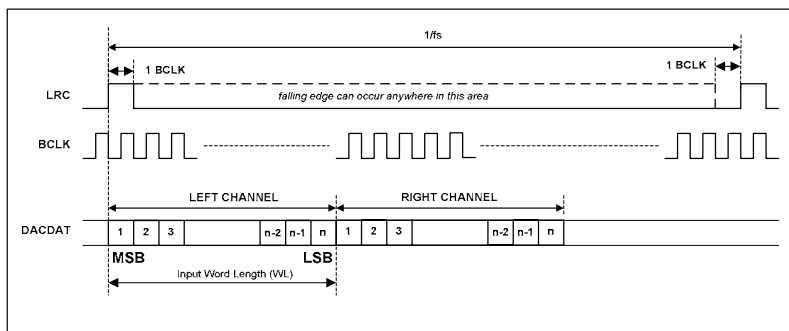 1/fs
1 BCLK
1 BCLK
LRC
falling edge can occur anywhere in this area
BCLK
LEFT CHANNEL
RIGHT CHANNEL
DACDAT
1 2 3 n-2 n-1 n 1 2 3 n-2 n-1 n
MSB LSB
Input Word Length (WL)